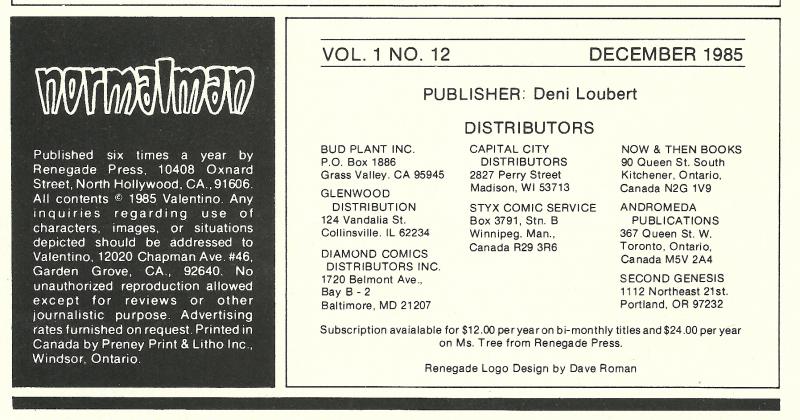 normalman
Published six times a year by
Renegade Press, 10408 Oxnard
Street, North Hollywood, CA., 91606.
All contents © 1985 Valentino. Any
inquiries regarding use of
characters, images, or situations
depicted should be addressed to
Valentino, 12020 Chapman Ave. #46,
Garden Grove, CA., 92640. No
unauthorized reproduction allowed
except for reviews or other
journalistic purpose. Advertising
rates furnished on request. Printed in
Canada by Preney Print & Litho Inc.,
Windsor, Ontario.
VOL. 1 NO. 12 DECEMBER 1985
PUBLISHER: Deni Loubert
DISTRIBUTORS
BUD PLANT INC.
P.O. Box 1886
Grass Valley. CA 95945
GLENWOOD
DISTRIBUTION
124 Vandalia St.
Collinsville. IL 62234
DIAMOND COMICS
DISTRIBUTORS INC.
1720 Belmont Ave.,
Bay B - 2
Baltimore, MD 21207
CAPITAL CITY
DISTRIBUTORS
2827 Perry Street
Madison, WI 53713
STYX COMIC SERVICE
Box 3791, Stn. B
Winnipeg. Man.,
Canada R29 3R6
NOW & THEN BOOKS
90 Queen St. South
Kitchener, Ontario,
Canada N2G 1V9
ANDROMEDA
PUBLICATIONS
367 Queen St. W.
Toronto, Ontario,
Canada M5V 2A4
SECOND GENESIS
1112 Northeast 21st.
Portland, OR 97232
Subscription avaialable for $12.00 per year on bi-monthly titles and $24.00 per year
on Ms. Tree from Renegade Press.
Renegade Logo Design by Dave Roman